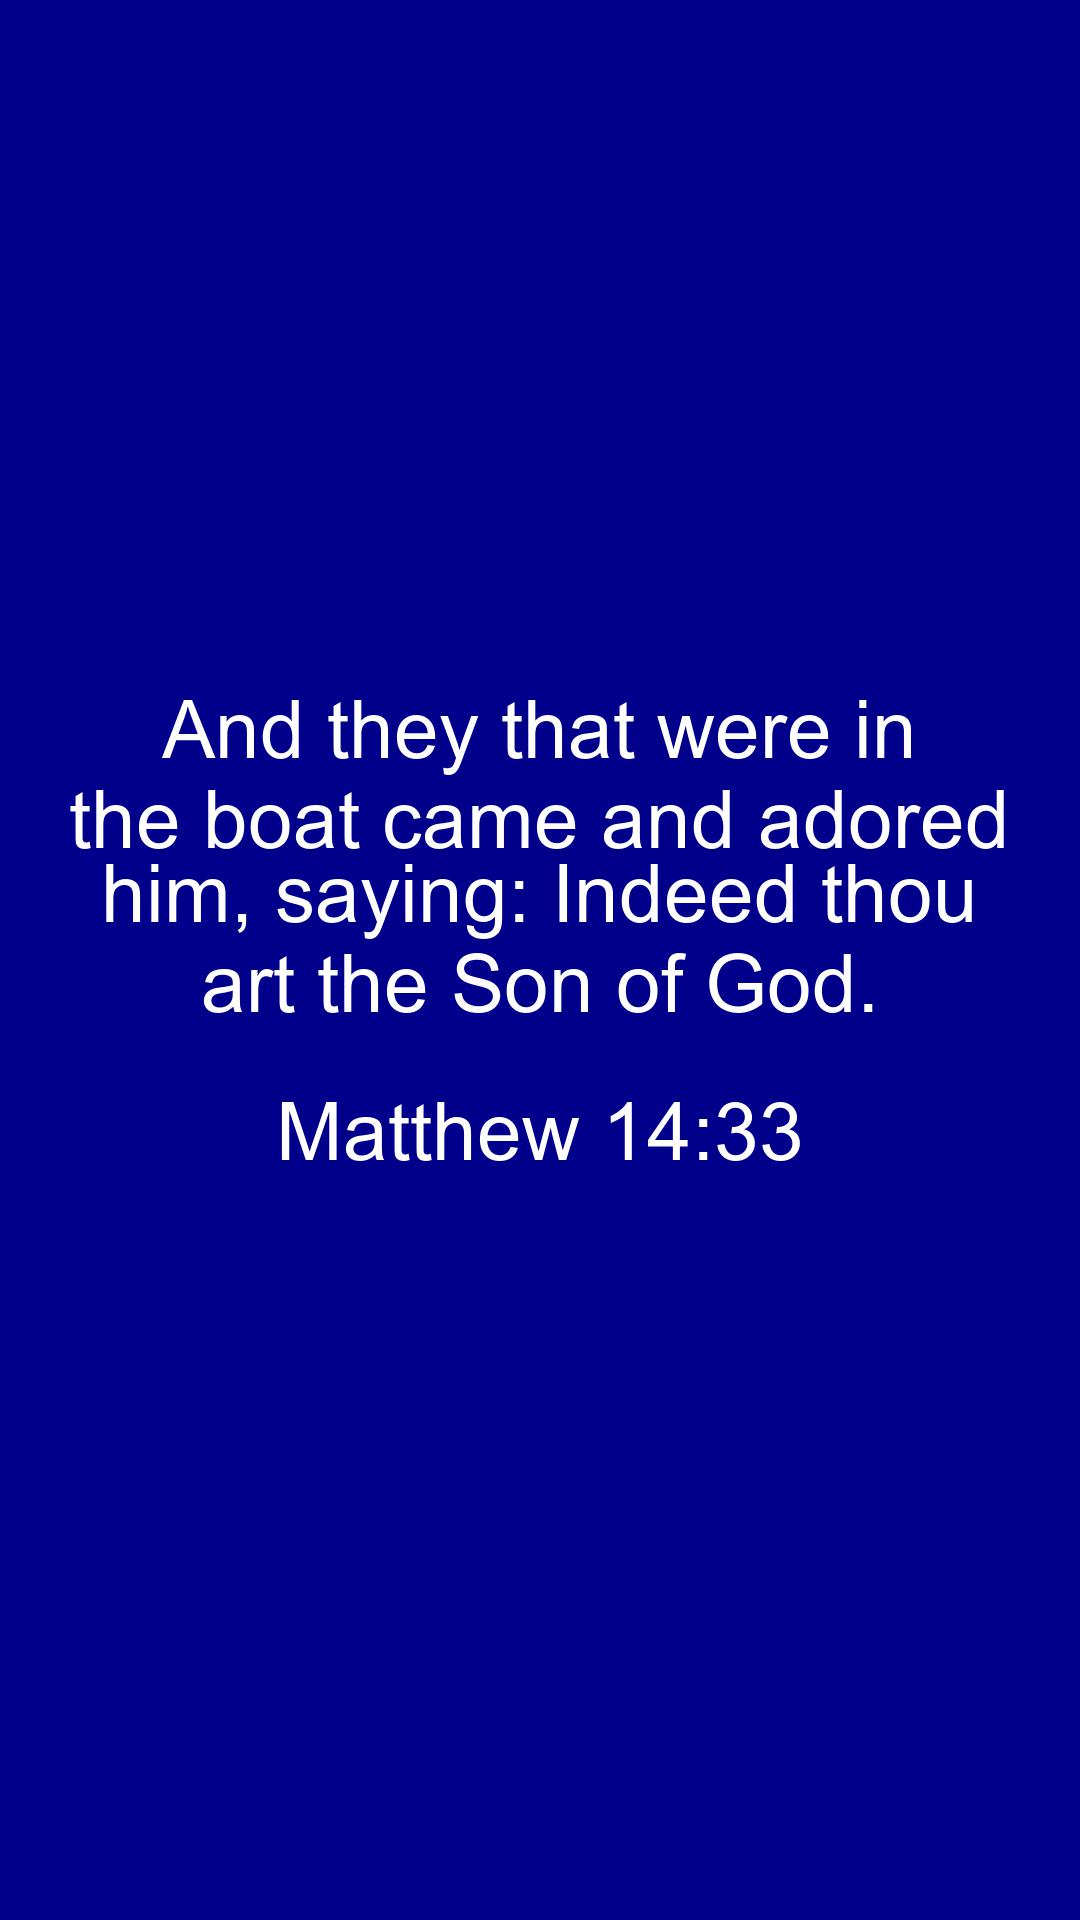 And they that were in
the boat came and adored
him, saying: Indeed thou
art the Son of God.
Matthew 14:33